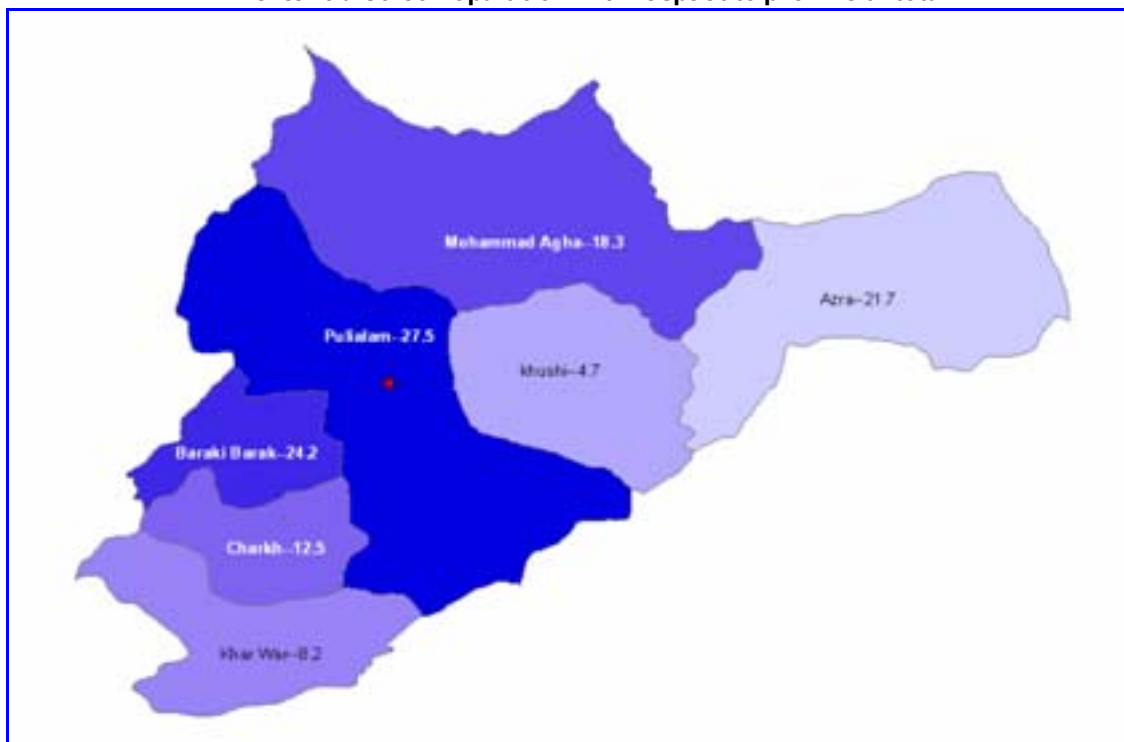 Mohammad Agha--18.3
Azra--21.7
Pulialam--27.5
khushi--4.7
Baraki Barak--24.2
Charkh--12.5
Khar War--8.2